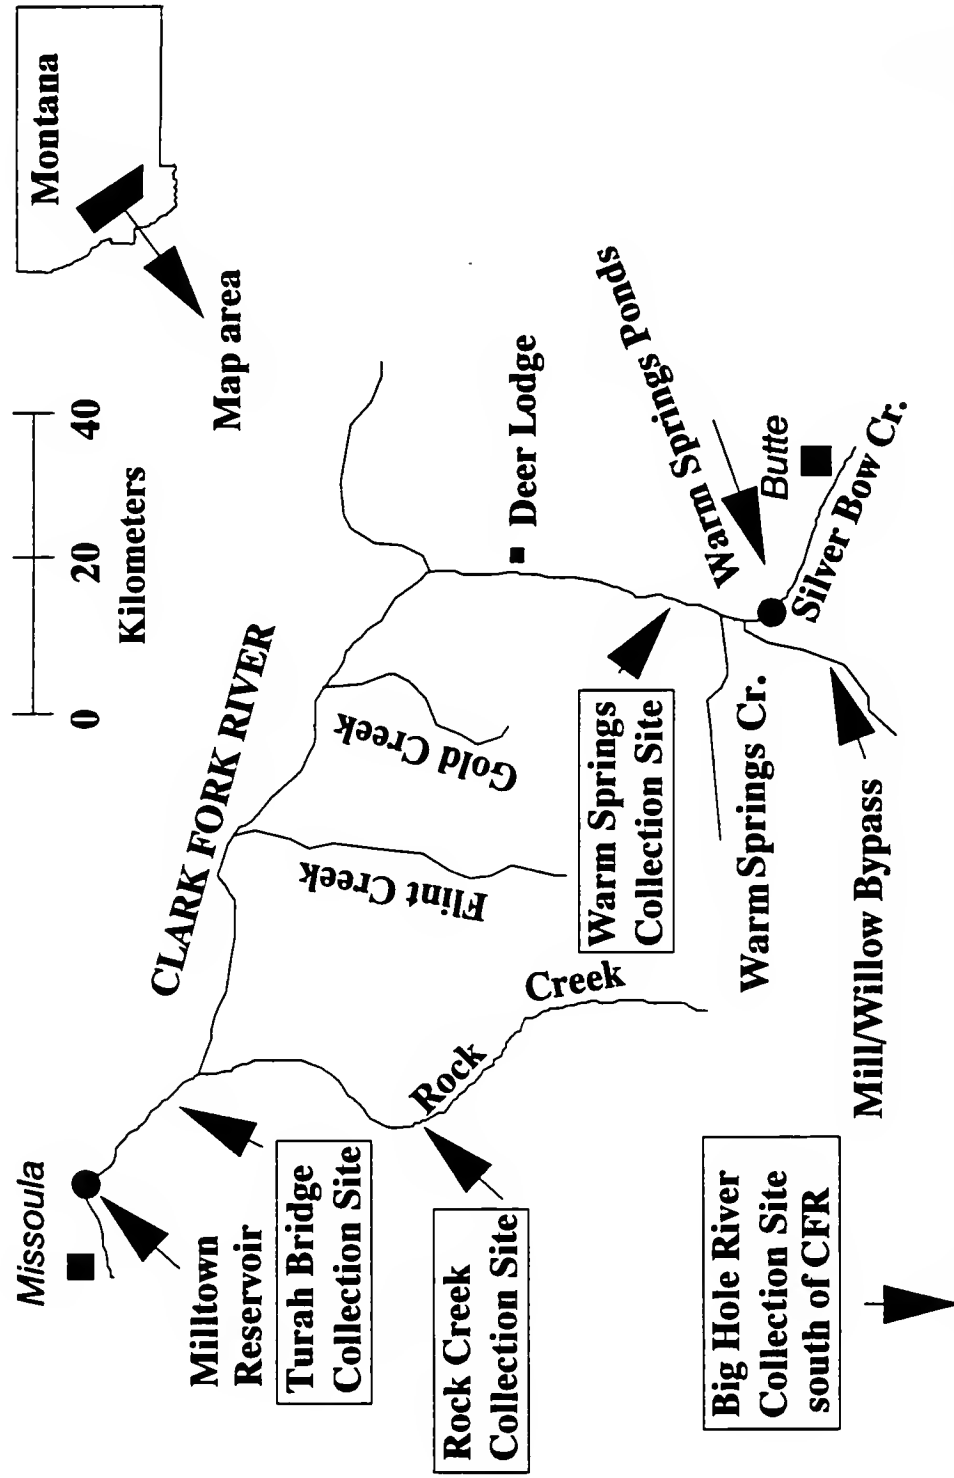 Montana
Map area
0 20 40
Kilometers
CLARK FORK RIVER
Missoula
Milltown
Reservoir
Turah Bridge
Collection Site
Rock Creek
Collection Site
Big Hole River
Collection Site
south of CFR
Rock
Creek
Flint Creek
Gold Creek
Deer Lodge
Warm Springs
Collection Site
Warm Springs Ponds
Butte
Silver Bow Cr.
Warm Springs Cr.
Mill/Willow Bypass